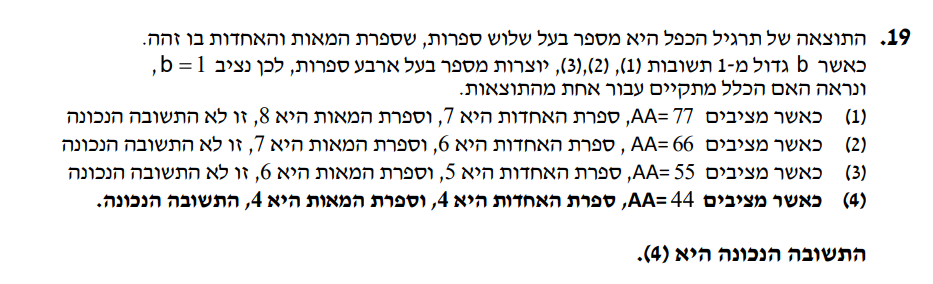 19. התוצאה של תרגיל הכפל היא מספר בעל שלוש ספרות, שספרת המאות והאחדות בו זהה.
כאשר b גדול מ-1 תשובות (1), (2),(3), יוצרות מספר בעל ארבע ספרות, לכן נציב b = 1,
ונראה האם הכלל מתקיים עבור אחת מהתוצאות.
(1) כאשר מציבים AA= 77, ספרת האחדות היא 7, וספרת המאות היא 8, זו לא התשובה הנכונה
(2) כאשר מציבים AA= 66 , ספרת האחדות היא 6, וספרת המאות היא 7, זו לא התשובה הנכונה
(3) כאשר מציבים AA= 55, ספרת האחדות היא 5, וספרת המאות היא 6, זו לא התשובה הנכונה
(4) כאשר מציבים AA= 44, ספרת האחדות היא 4, וספרת המאות היא 4, התשובה הנכונה.
התשובה הנכונה היא (4).